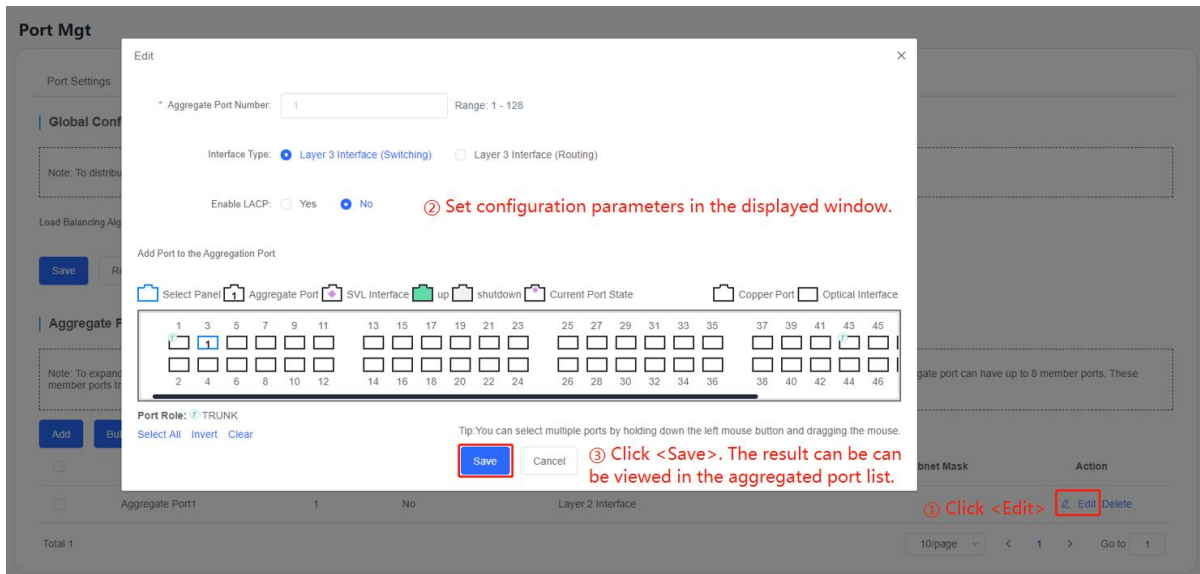 Port Mgt
Edit
Port Settings
* Aggregate Port Number: 1 Range: 1 - 128
Global Conf
Interface Type: Layer 3 Interface (Switching) Layer 3 Interface (Routing)
Note: To distribu
Enable LACP: Yes No
② Set configuration parameters in the displayed window.
Load Balancing Alg
Add Port to the Aggregation Port
Save Re
Select Panel 1 Aggregate Port SVL Interface up shutdown Current Port State Copper Port Optical Interface
Aggregate P
1 3 5 7 9 11 13 15 17 19 21 23 25 27 29 31 33 35 37 39 41 43 45
T 1 T
2 4 6 8 10 12 14 16 18 20 22 24 26 28 30 32 34 36 38 40 42 44 46
Note: To expand
gate port can have up to 8 member ports. These
member ports tr
Port Role: T TRUNK
Add Bul
Select All Invert Clear
Tip:You can select multiple ports by holding down the left mouse button and dragging the mouse.
Save Cancel
③ Click <Save>. The result can be can
be viewed in the aggregated port list.
bnet Mask Action
Aggregate Port1 1 No Layer 2 Interface
① Click <Edit>
Edit Delete
Total 1
10/page < 1 > Go to 1